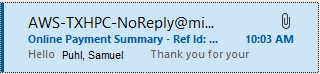 AWS-TXHPC-NoReply@mi...
Online Payment Summary - Ref Id: ... 10:03 AM
Hello Puhl, Samuel Thank you for your